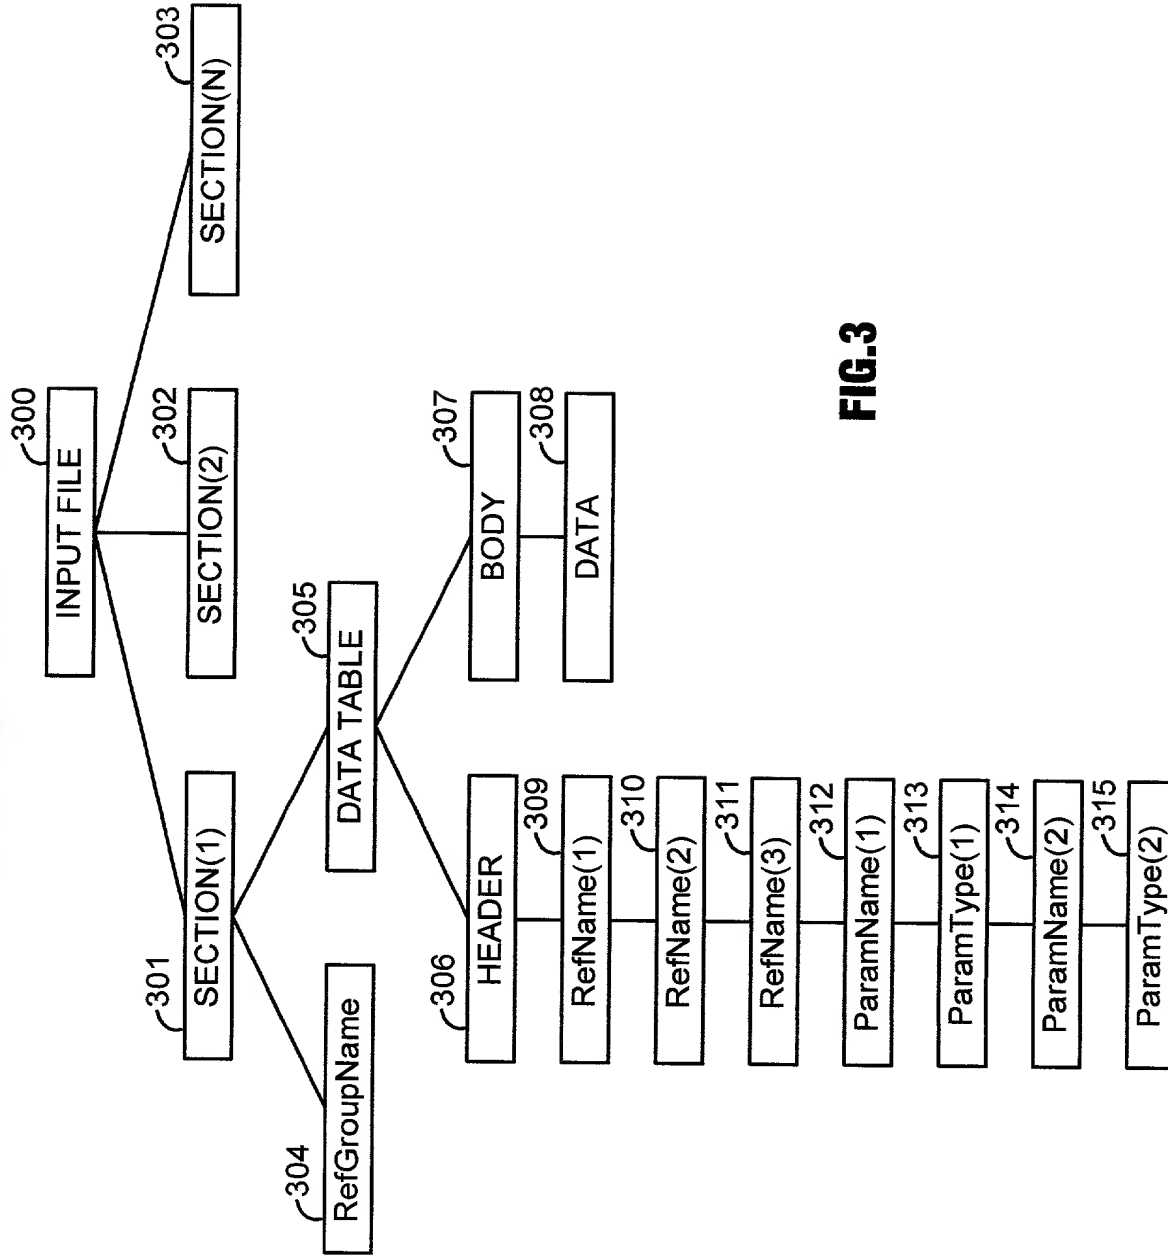 300
INPUT FILE
301
SECTION(1)
302
SECTION(2)
303
SECTION(N)
304
RefGroupName
305
DATA TABLE
306
HEADER
307
BODY
309
RefName(1)
308
DATA
310
RefName(2)
311
RefName(3)
312
ParamName(1)
313
ParamType(1)
314
ParamName(2)
315
ParamType(2)
FIG.3